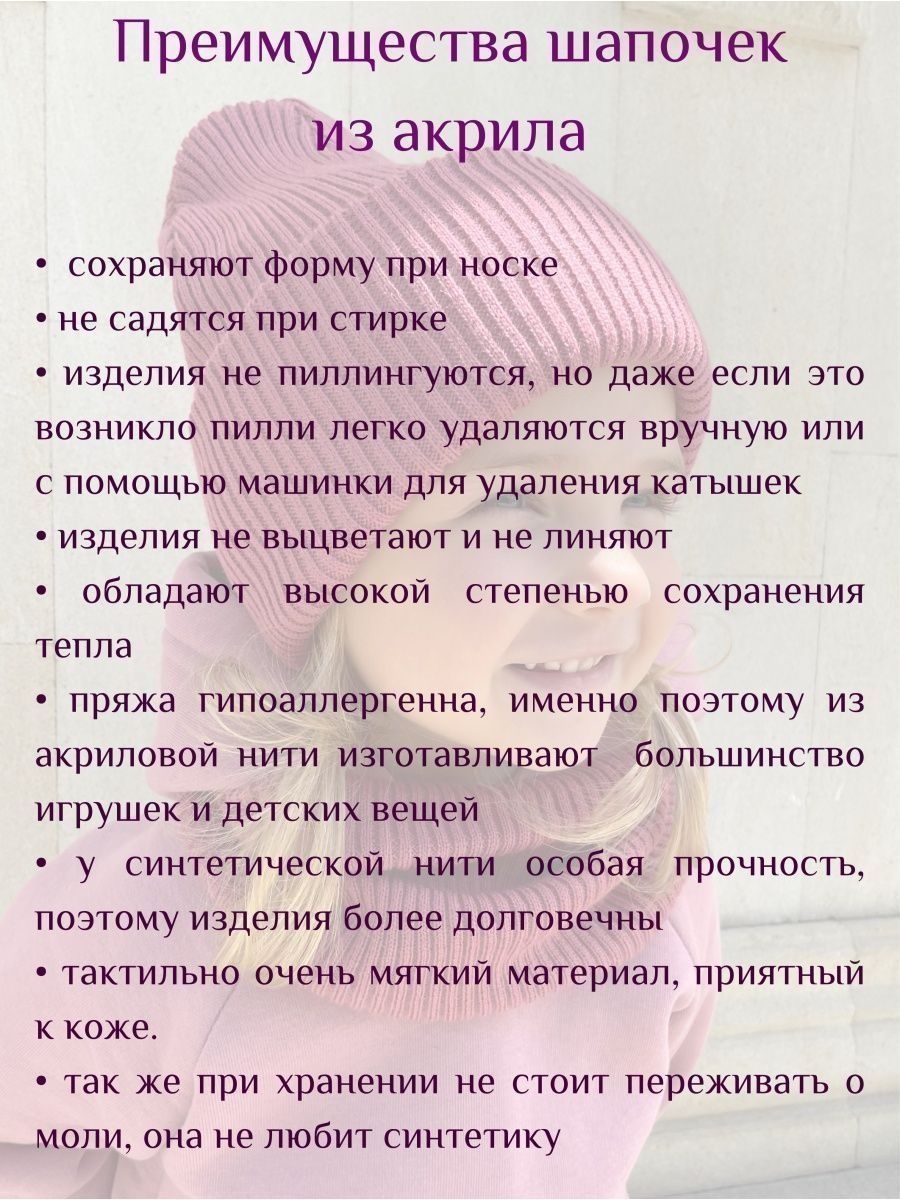 Преимущества шапочек
из акрила
• сохраняют форму при носке
• не садятся при стирке
• изделия не пиллингуются, но даже если это
возникло пилли легко удаляются вручную или
с помощью машинки для удаления катышек
• изделия не выцветают и не линяют
• обладают высокой степенью сохранения
тепла
• пряжа гипоаллергенна, именно поэтому из
акриловой нити изготавливают большинство
игрушек и детских вещей
• у синтетической нити особая прочность,
поэтому изделия более долговечны
• тактильно очень мягкий материал, приятный
к коже.
• так же при хранении не стоит переживать о
моли, она не любит синтетику